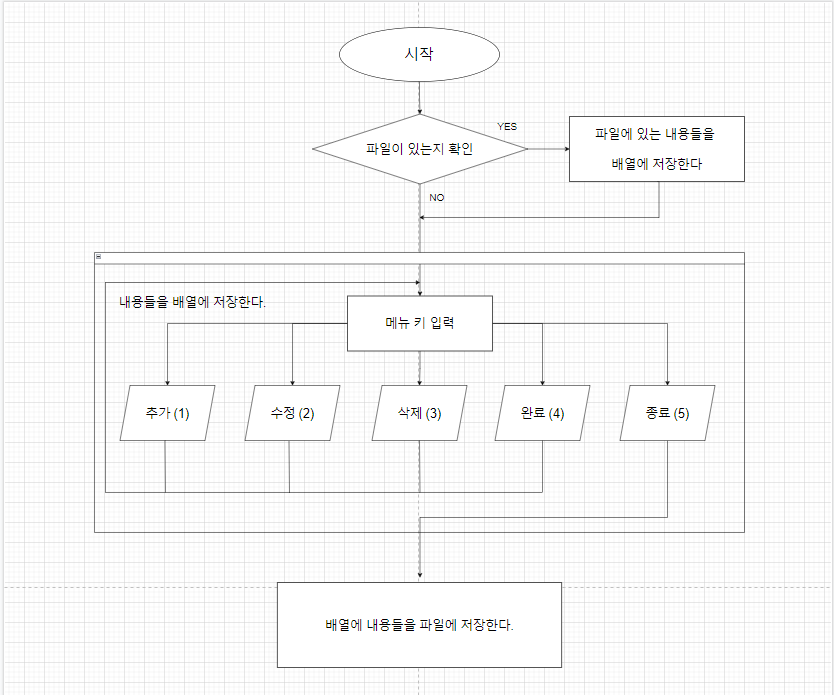 시작
YES
파일이 있는지 확인
파일에 있는 내용들을
배열에 저장한다
NO
내용들을 배열에 저장한다.
메뉴 키 입력
추가 (1)
수정 (2)
삭제 (3)
완료 (4)
종료 (5)
배열에 내용들을 파일에 저장한다.